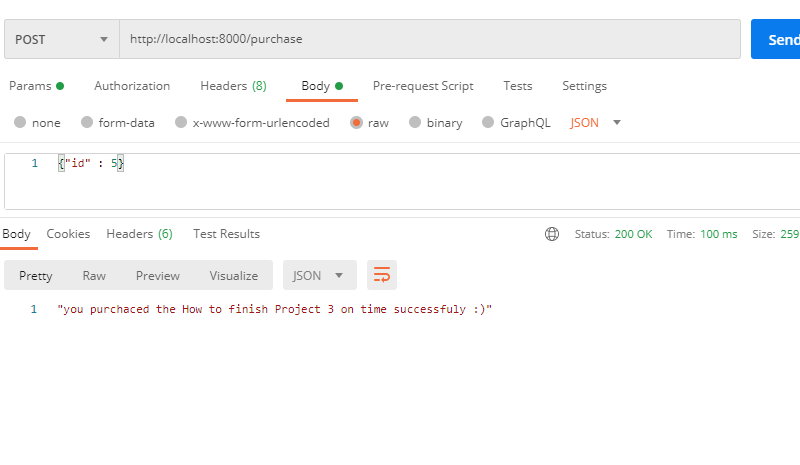 POST http://localhost:8000/purchase Send
Params Authorization Headers (8) Body Pre-request Script Tests Settings
none form-data x-www-form-urlencoded raw binary GraphQL JSON
1 {"id" : 5}
Body Cookies Headers (6) Test Results Status: 200 OK Time: 100 ms Size: 259
Pretty Raw Preview Visualize JSON
1 "you purchaced the How to finish Project 3 on time successfuly :)"